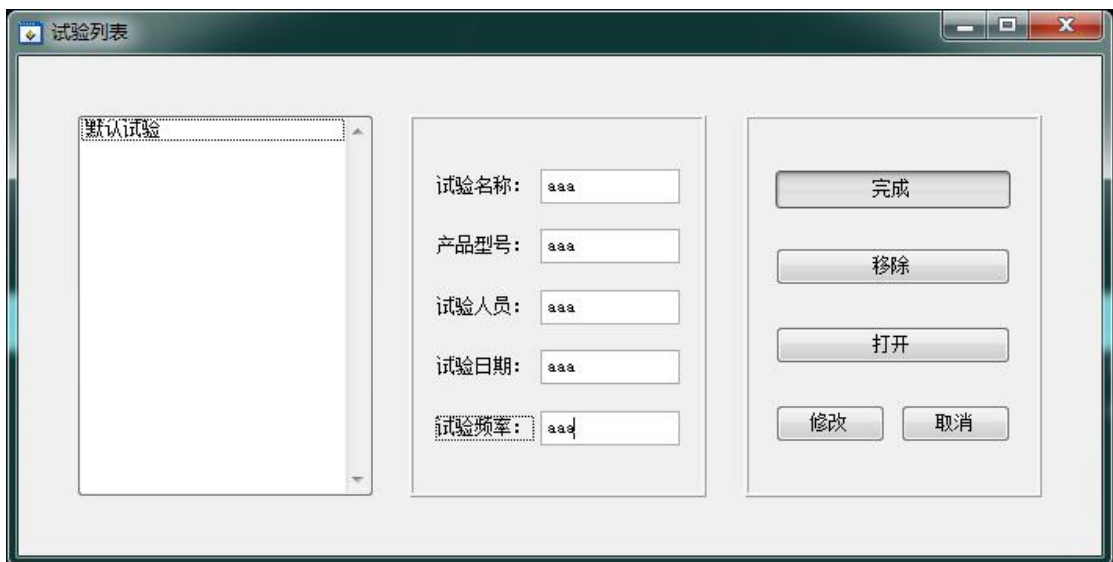 试验列表
默认试验
试验名称： aaa
产品型号： aaa
试验人员： aaa
试验日期： aaa
试验频率： aaa
完成
移除
打开
修改 取消